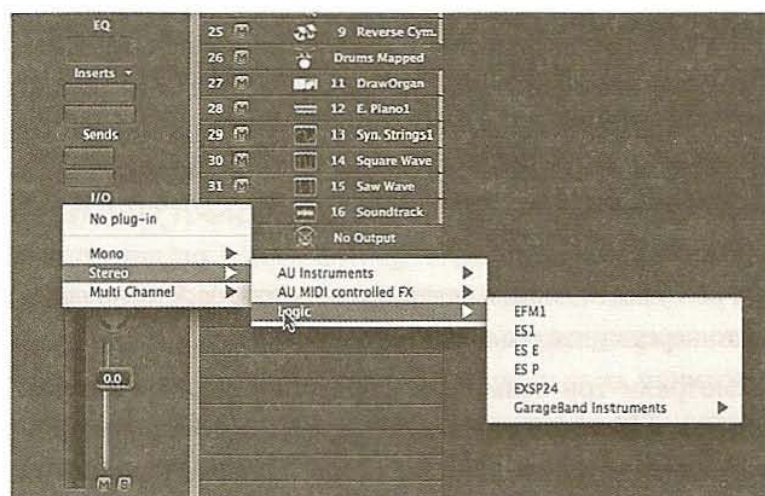 EQ
Inserts
Sends
I/O
25 M 9 Reverse Cym.
26 M Drums Mapped
27 M 11 DrawOrgan
28 M 12 E. Piano1
29 M 13 Syn. Strings1
30 M 14 Square Wave
31 M 15 Saw Wave
16 Soundtrack
No Output
No plug-in
Mono
Stereo
Multi Channel
AU Instruments
AU MIDI controlled FX
Logic
EFM1
ES1
ES E
ES P
EXSP24
GarageBand Instruments
0.0
M S